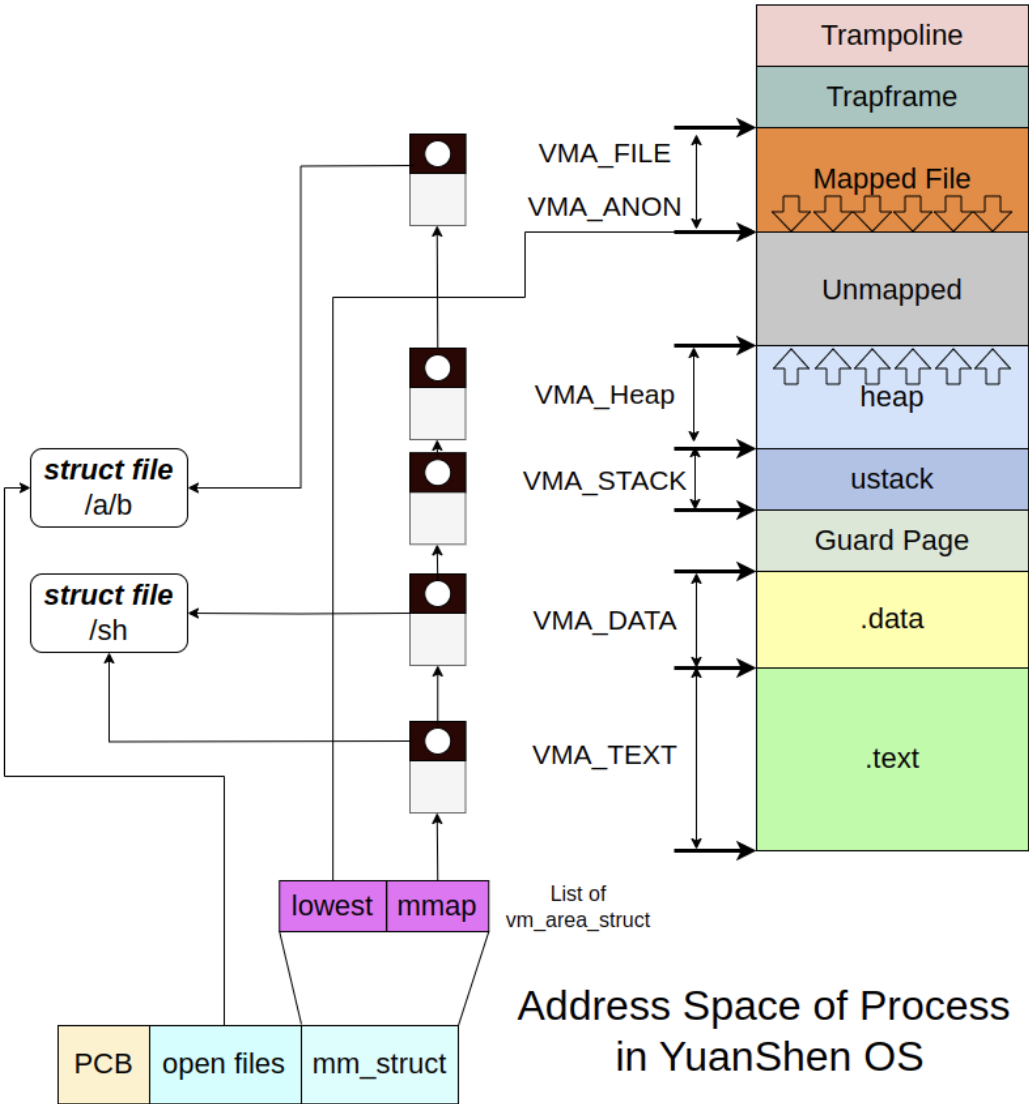 Trampoline
Trapframe
VMA_FILE
Mapped File
VMA_ANON
Unmapped
VMA_Heap
heap
struct file
/a/b
VMA_STACK
ustack
Guard Page
struct file
/sh
VMA_DATA
.data
VMA_TEXT
.text
lowest
mmap
List of
vm_area_struct
Address Space of Process
in YuanShen OS
PCB
open files
mm_struct